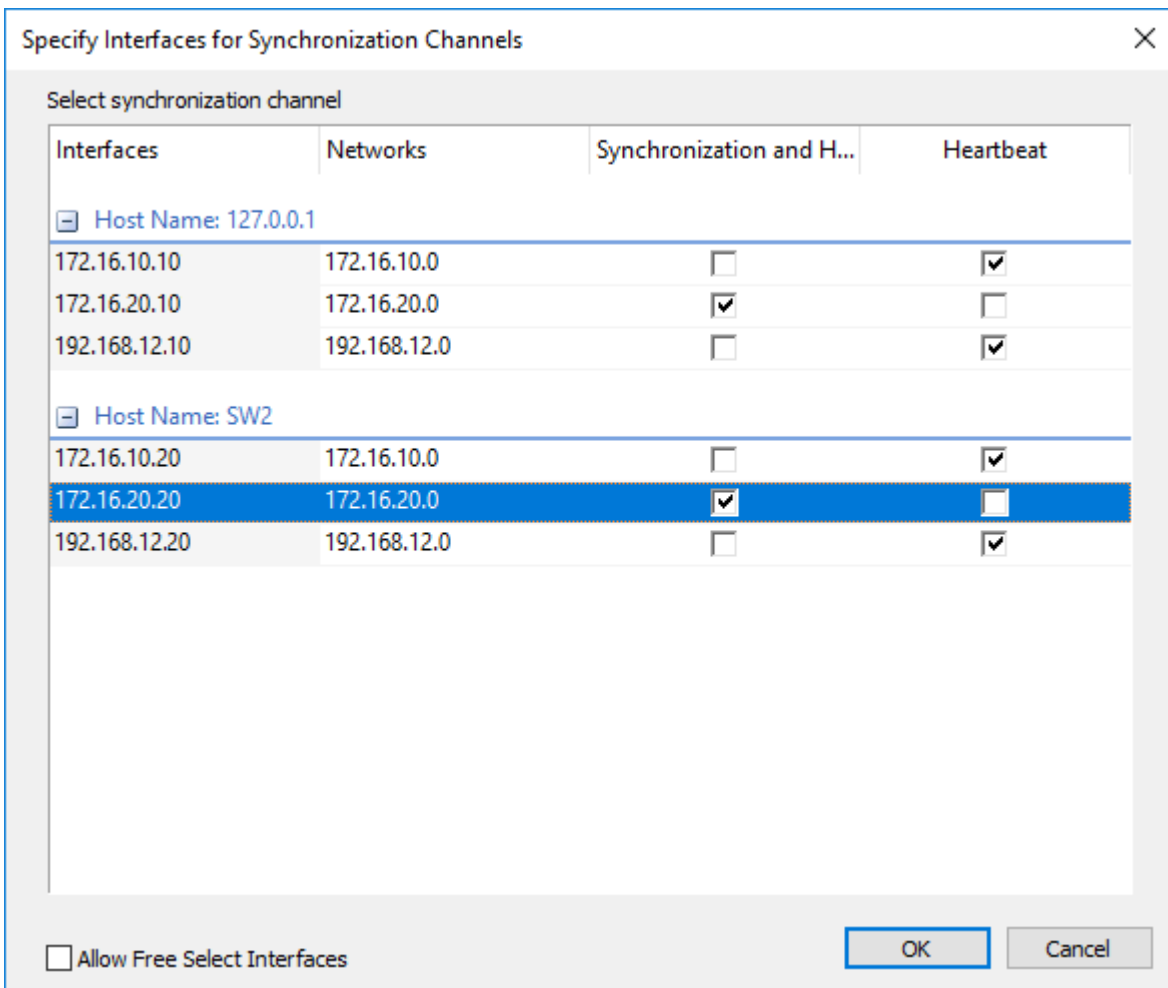 Specify Interfaces for Synchronization Channels
Select synchronization channel
Interfaces Networks Synchronization and H... Heartbeat
Host Name: 127.0.0.1
172.16.10.10 172.16.10.0
172.16.20.10 172.16.20.0
192.168.12.10 192.168.12.0
Host Name: SW2
172.16.10.20 172.16.10.0
172.16.20.20 172.16.20.0
192.168.12.20 192.168.12.0
Allow Free Select Interfaces OK Cancel